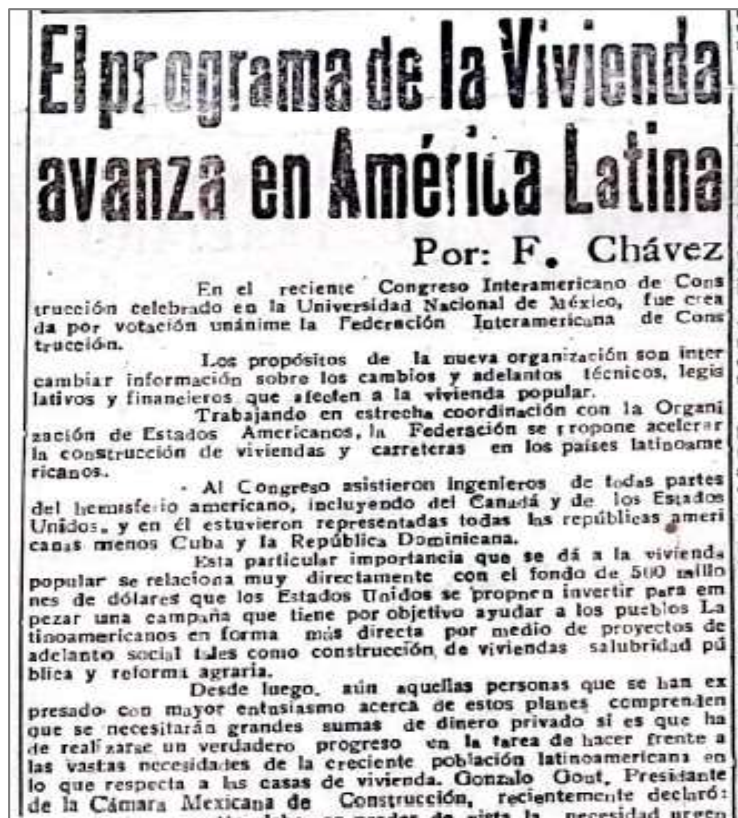 El programa de la Vivienda
avanza en América Latina
Por: F. Chávez
En el reciente Congreso Interamericano de Cons
trucción celebrado en la Universidad Nacional de México, fue crea
da por votación unánime la Federación Interamericana de Cons
trucción.
Los propósitos de la nueva organización son inter
cambiar información sobre los cambios y adelantos técnicos, legis
lativos y financieros que afecten a la vivienda popular.
Trabajando en estrecha coordinación con la Organi
zación de Estados Americanos, la Federación se propone acelerar
la construcción de viviendas y carreteras en los países latinoame
ricanos.
Al Congreso asistieron ingenieros de todas partes
del hemisferio americano, incluyendo del Canadá y de los Estados
Unidos, y en él estuvieron representadas todas las repúblicas ameri
canas menos Cuba y la República Dominicana.
Esta particular importancia que se dá a la vivienda
popular se relaciona muy directamente con el fondo de 500 millo
nes de dólares que los Estados Unidos se propnen invertir para em
pezar una campaña que tiene por objetivo ayudar a los pueblos La
tinoamericanos en forma más directa por medio de proyectos de
adelanto social tales como construcción de viviendas salubridad pú
blica y reforma agraria.
Desde luego, aún aquellas personas que se han ex
presado con mayor entusiasmo acerca de estos planes comprenden
que se necesitarán grandes sumas de dinero privado si es que ha
de realizarse un verdadero progreso en la tarea de hacer frente a
las vastas necesidades de la creciente población latinoamericana en
lo que respecta a las casas de vivienda. Gonzalo Gout, Presidante
de la Cámara Mexicana de Construcción, recientemente declaró:
de vista la necesidad urgen